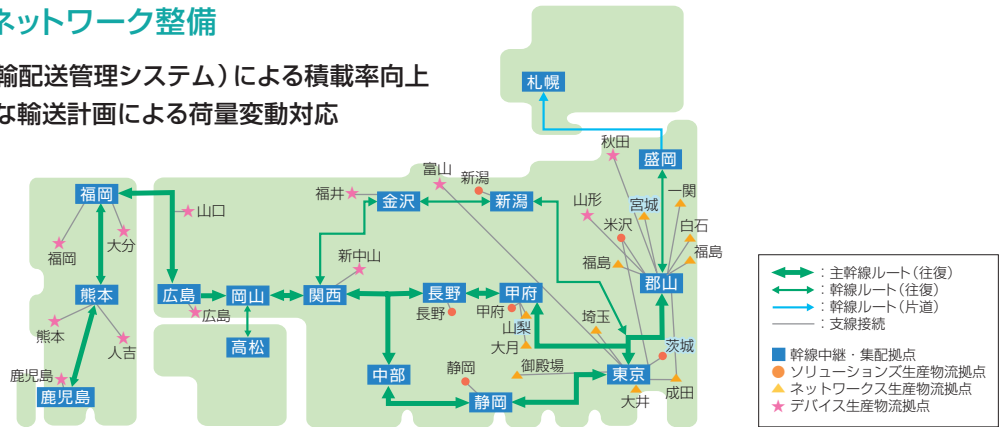 ネットワーク整備
輸配送管理システム)による積載率向上
な輸送計画による荷量変動対応
札幌
秋田
盛岡
富山
新潟
一関
福岡
福井
金沢
新潟
山形
宮城
山口
米沢
白石
大分
新中山
福島
福岡
福島
熊本
広島
岡山
関西
長野
甲府
郡山
広島
長野
甲府
埼玉
山梨
熊本
人吉
高松
大月
茨城
鹿児島
中部
静岡
御殿場
東京
鹿児島
静岡
大井
成田
:主幹線ルート(往復)
:幹線ルート(往復)
:幹線ルート(片道)
:支線接続
幹線中継・集配拠点
ソリューションズ生産物流拠点
ネットワークス生産物流拠点
デバイス生産物流拠点